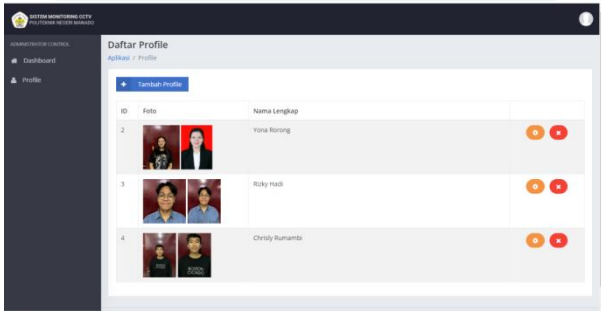 SISTEM MONITORING CCTV
POLITEKNIK NEGERI MANADO
ADMINISTRATOR CONTROL
Dashboard
Profile
Daftar Profile
Aplikasi / Profile
+ Tambah Profile
ID Foto Nama Lengkap
2 Yona Rorong
3 Rizky Hadi
4 Chrisly Rumambi